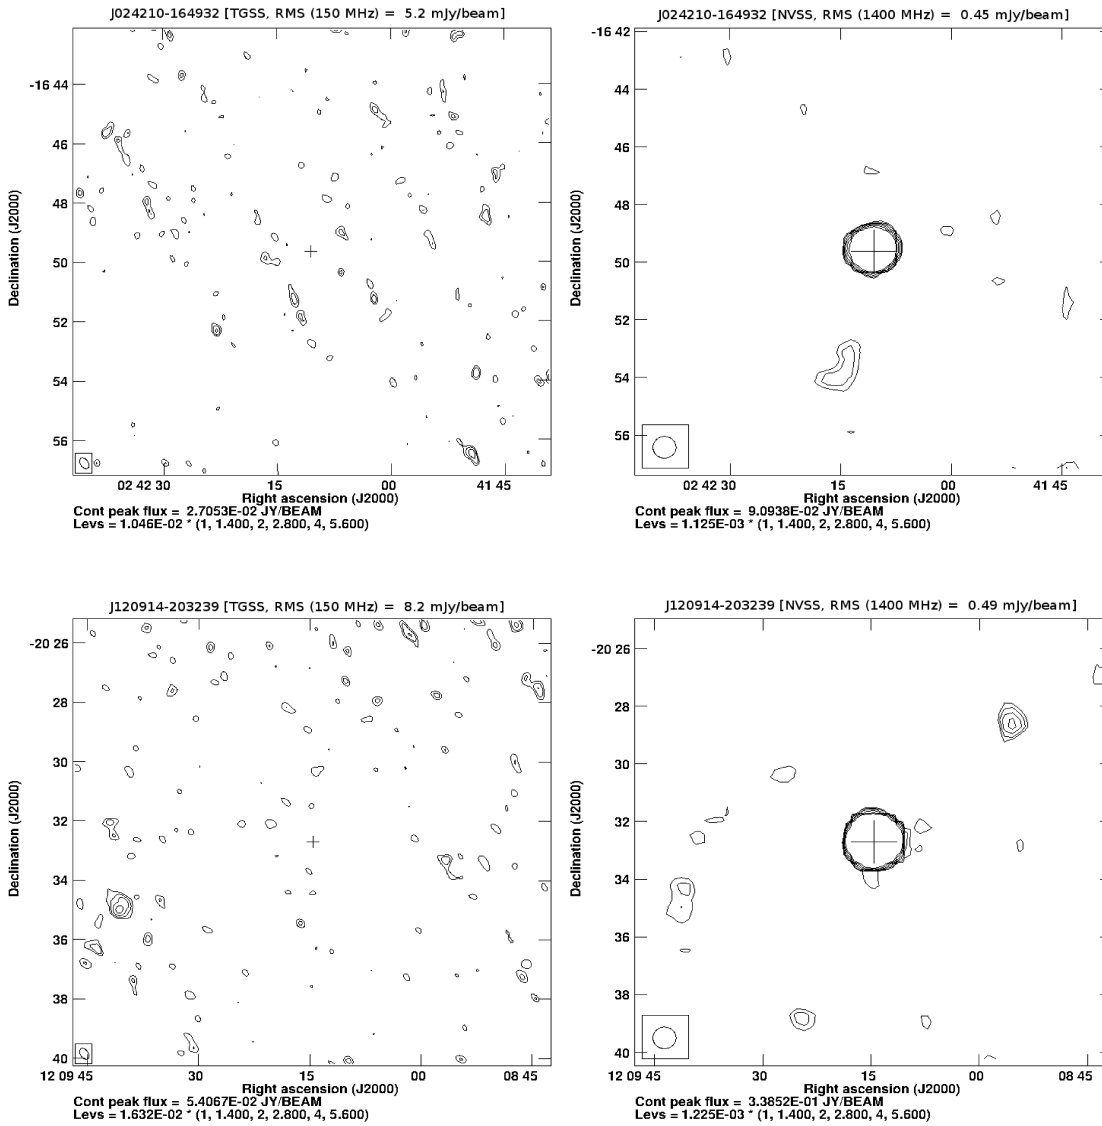 J024210-164932 [TGSS, RMS (150 MHz) = 5.2 mJy/beam]
Declination (J2000)
-16 44
46
48
50
52
54
56
02 42 30
15
00
41 45
Right ascension (J2000)
Cont peak flux = 2.7053E-02 JY/BEAM
Levs = 1.046E-02 * (1, 1.400, 2, 2.800, 4, 5.600)
J024210-164932 [NVSS, RMS (1400 MHz) = 0.45 mJy/beam]
Declination (J2000)
-16 42
44
46
48
50
52
54
56
02 42 30
15
00
41 45
Right ascension (J2000)
Cont peak flux = 9.0938E-02 JY/BEAM
Levs = 1.125E-03 * (1, 1.400, 2, 2.800, 4, 5.600)
J120914-203239 [TGSS, RMS (150 MHz) = 8.2 mJy/beam]
Declination (J2000)
-20 26
28
30
32
34
36
38
40
12 09 45
30
15
00
08 45
Right ascension (J2000)
Cont peak flux = 5.4067E-02 JY/BEAM
Levs = 1.632E-02 * (1, 1.400, 2, 2.800, 4, 5.600)
J120914-203239 [NVSS, RMS (1400 MHz) = 0.49 mJy/beam]
Declination (J2000)
-20 26
28
30
32
34
36
38
40
12 09 45
30
15
00
08 45
Right ascension (J2000)
Cont peak flux = 3.3852E-01 JY/BEAM
Levs = 1.225E-03 * (1, 1.400, 2, 2.800, 4, 5.600)